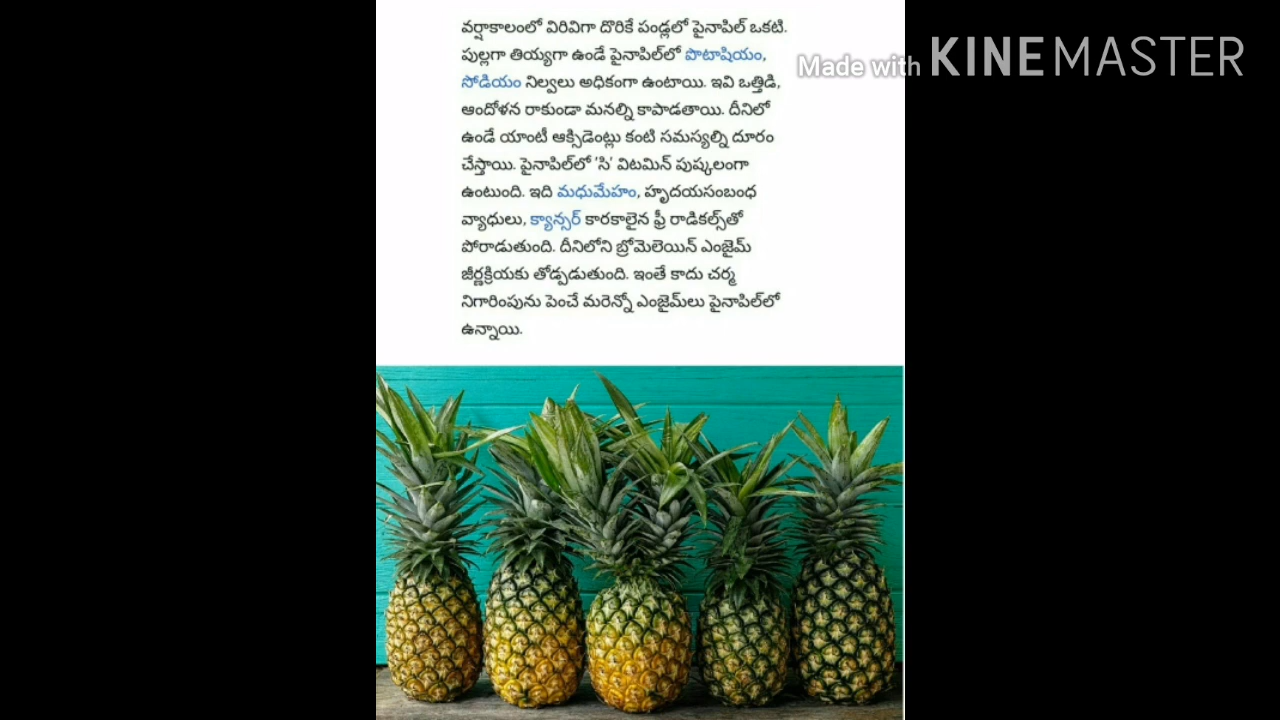 వర్షాకాలంలో విరివిగా దొరికే పండ్లలో పైనాపిల్ ఒకటి.
పుల్లగా తియ్యగా ఉండే పైనాపిల్‌లో పొటాషియం,
సోడియం నిల్వలు అధికంగా ఉంటాయి. ఇవి ఒత్తిడి,
ఆందోళన రాకుండా మనల్ని కాపాడతాయి. దీనిలో
ఉండే యాంటీ ఆక్సిడెంట్లు కంటి సమస్యల్ని దూరం
చేస్తాయి. పైనాపిల్‌లో 'సి' విటమిన్ పుష్కలంగా
ఉంటుంది. ఇది మధుమేహం, హృదయసంబంధ
వ్యాధులు, క్యాన్సర్ కారకాలైన ఫ్రీ రాడికల్స్‌తో
పోరాడుతుంది. దీనిలోని బ్రోమెలెయిన్ ఎంజైమ్
జీర్ణక్రియకు తోడ్పడుతుంది. ఇంతే కాదు చర్మ
నిగారింపును పెంచే మరెన్నో ఎంజైమ్‌లు పైనాపిల్‌లో
ఉన్నాయి.
Made with KINEMASTER